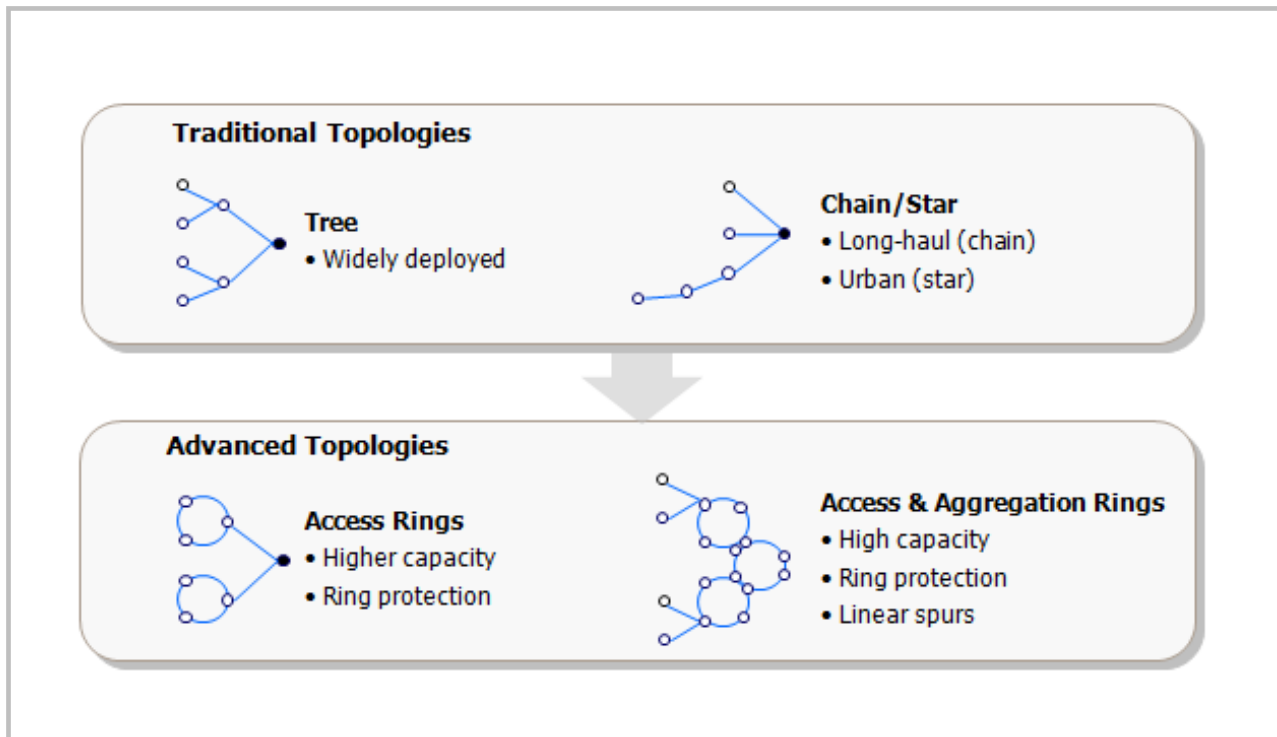 Traditional Topologies
Tree
• Widely deployed
Chain/Star
• Long-haul (chain)
• Urban (star)
Advanced Topologies
Access Rings
• Higher capacity
• Ring protection
Access & Aggregation Rings
• High capacity
• Ring protection
• Linear spurs